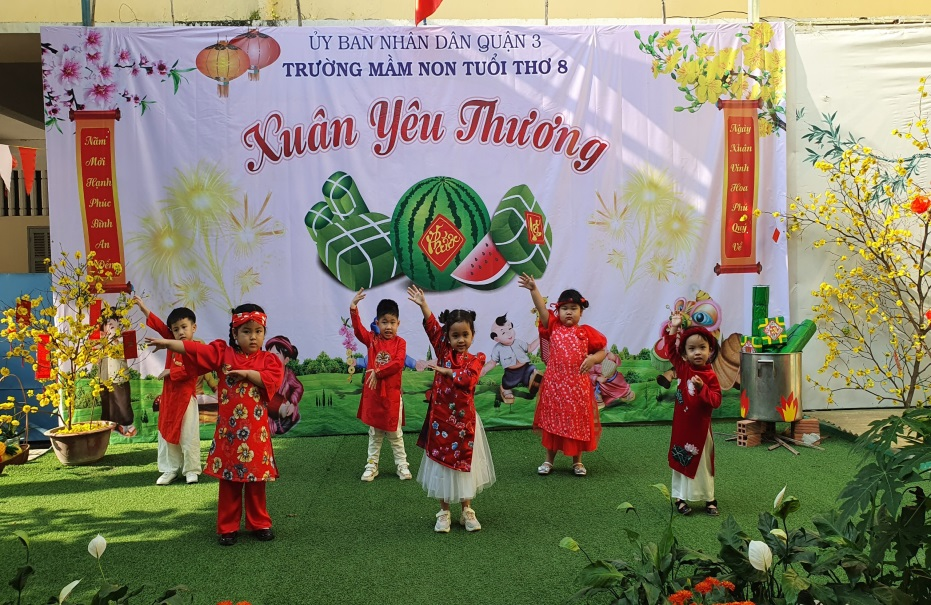 ỦY BAN NHÂN DÂN QUẬN 3
TRƯỜNG MẦM NON TUỔI THƠ 8
Xuân Yêu Thương
Năm
Mới
Hạnh
Phúc
Bình
An
Đến
Ngày
Xuân
Vinh
Hoa
Phú
Quý
Về